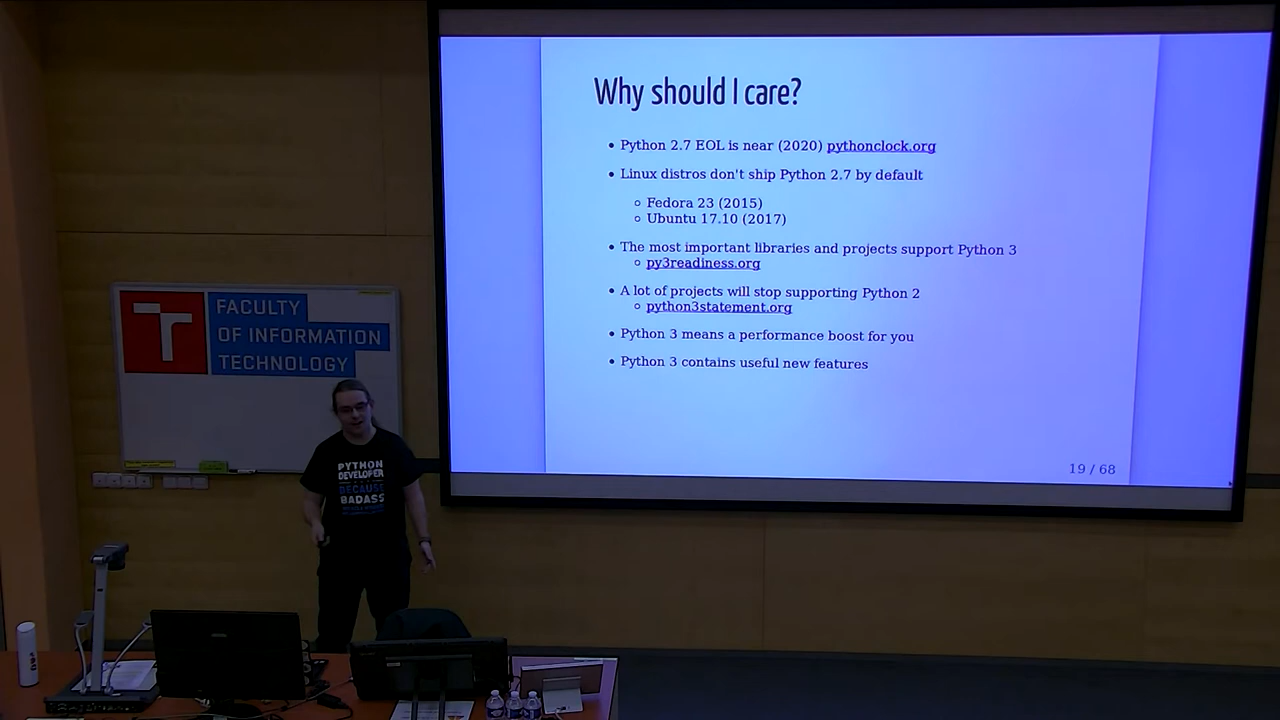 Why should I care?
• Python 2.7 EOL is near (2020) pythonclock.org
• Linux distros don't ship Python 2.7 by default
◦ Fedora 23 (2015)
◦ Ubuntu 17.10 (2017)
• The most important libraries and projects support Python 3
◦ py3readiness.org
• A lot of projects will stop supporting Python 2
◦ python3statement.org
• Python 3 means a performance boost for you
• Python 3 contains useful new features
19 / 68
FACULTY
OF INFORMATION
TECHNOLOGY
PYTHON
DEVELOPER
BECAUSE
BADASS